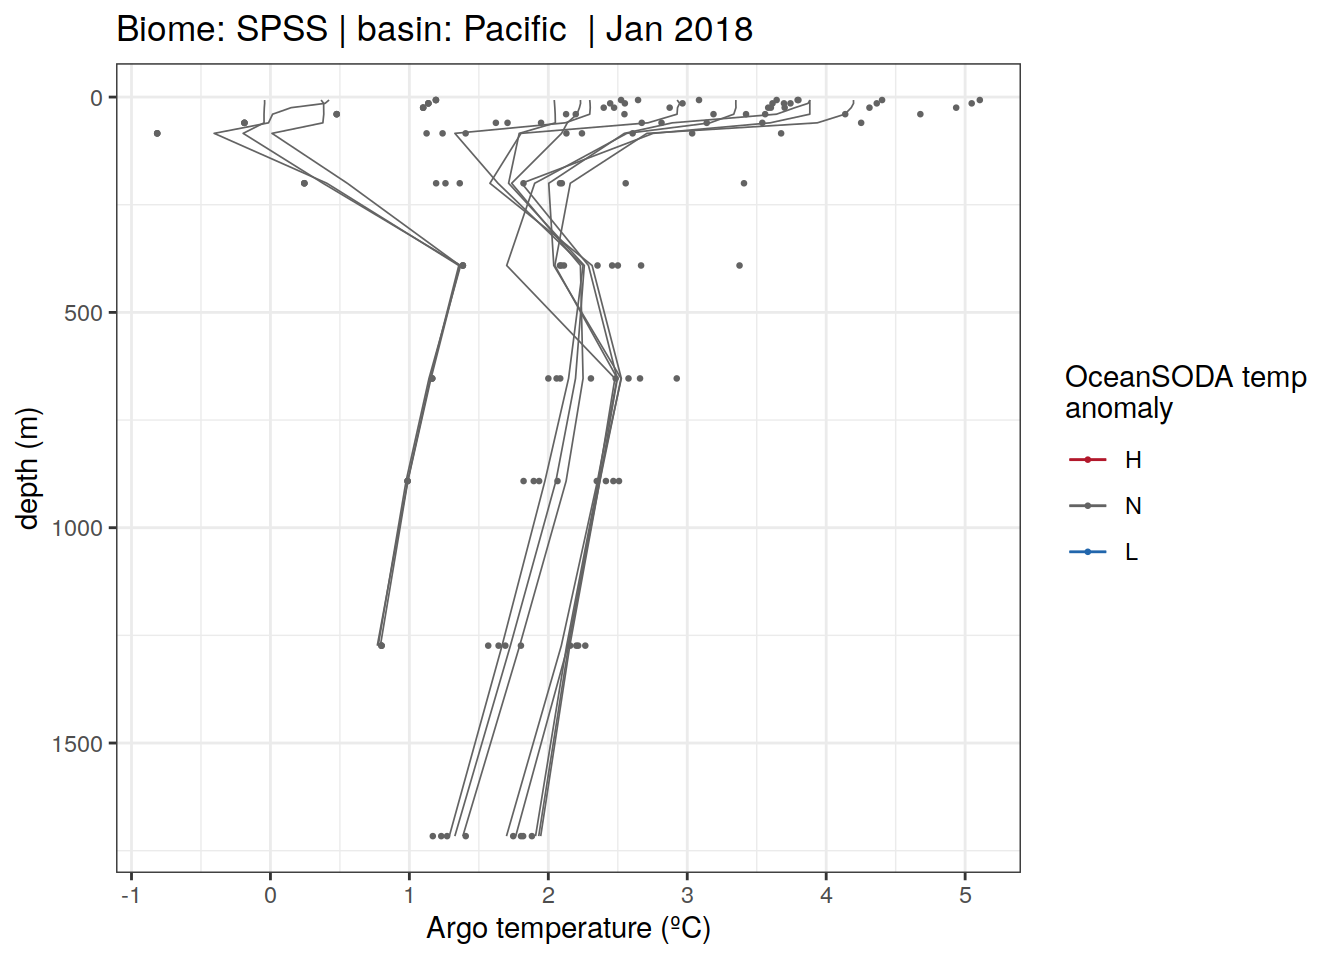 Biome: SPSS | basin: Pacific  | Jan 2018
0
500
1000
1500
depth (m)
-1 0 1 2 3 4 5
Argo temperature (ºC)
OceanSODA temp
anomaly
H
N
L